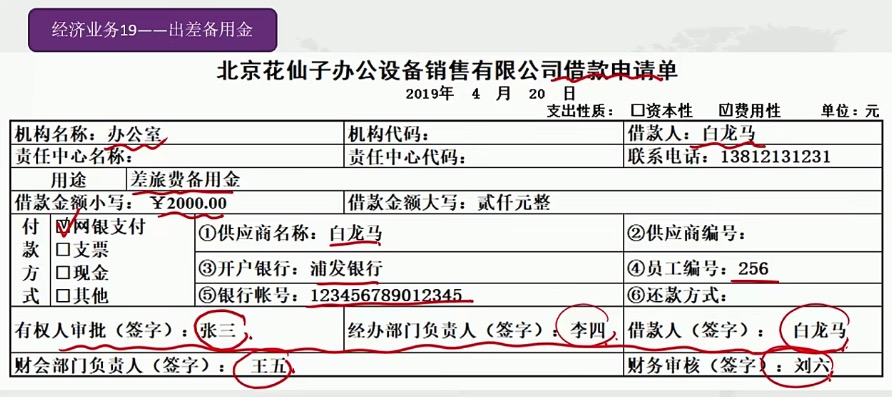 经济业务19——出差备用金
北京花仙子办公设备销售有限公司借款申请单
2019年 4 月 20 日
支出性质: □资本性 ☑费用性 单位: 元
机构名称: 办公室 机构代码: 借款人: 白龙马
责任中心名称: 责任中心代码: 联系电话: 13812131231
用途 差旅费备用金
借款金额小写: ￥2000.00 借款金额大写: 贰仟元整
付款方式 ☑网银支付 ①供应商名称: 白龙马 ②供应商编号:
□支票
□现金 ③开户银行: 浦发银行 ④员工编号: 256
□其他 ⑤银行帐号: 123456789012345 ⑥还款方式:
有权人审批（签字）: 张三 经办部门负责人（签字）: 李四 借款人（签字）: 白龙马
财会部门负责人（签字）: 王五 财务审核（签字）: 刘六